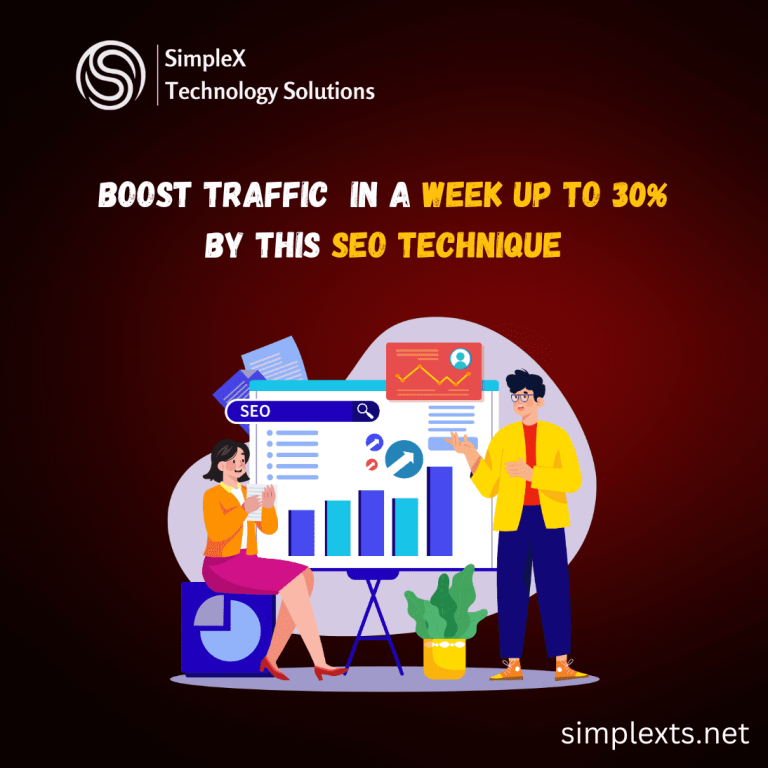 SimpleX
Technology Solutions
BOOST TRAFFIC IN A WEEK UP TO 30%
BY THIS SEO TECHNIQUE
SEO
simplexts.net